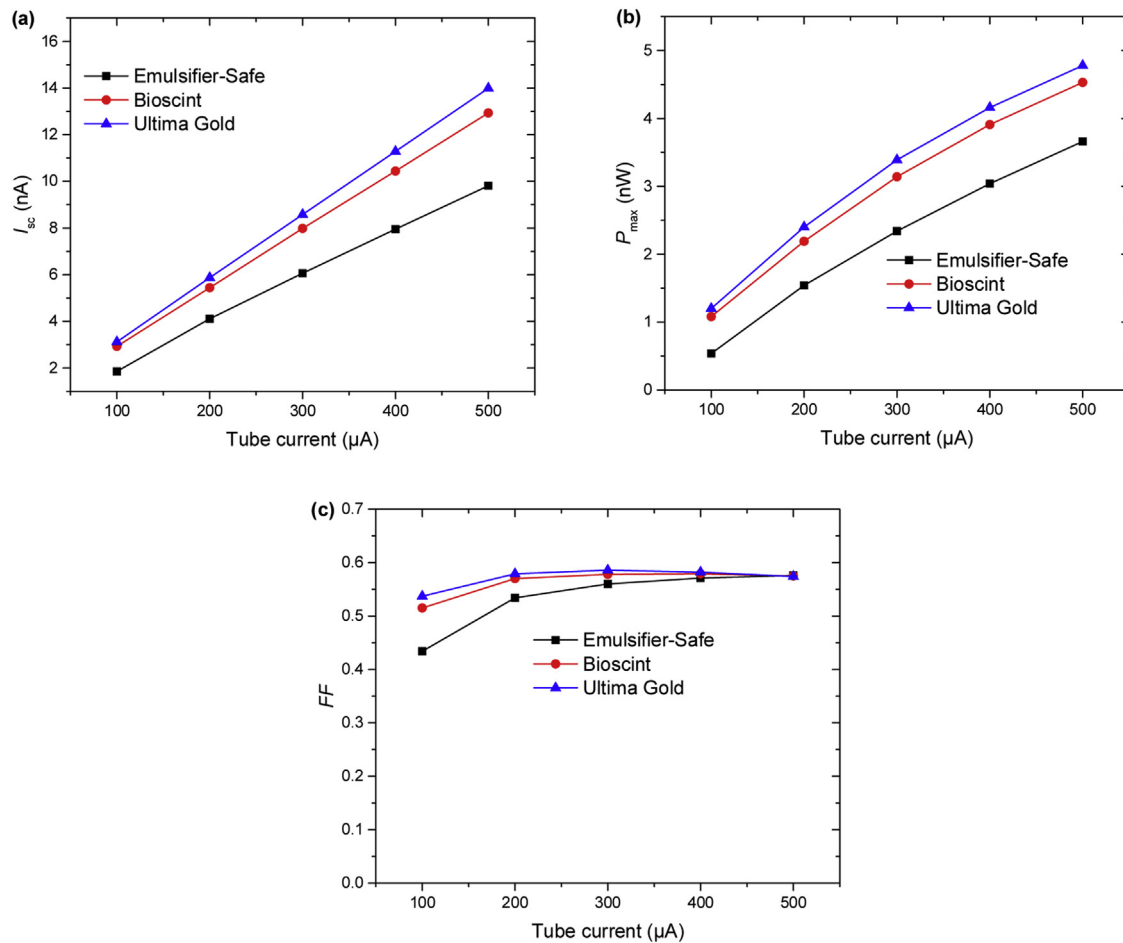 (a)
16
14
12
10
8
6
4
2
I_sc (nA)
Emulsifier-Safe
Bioscint
Ultima Gold
100 200 300 400 500
Tube current (μA)
(b)
5
4
3
2
1
0
P_max (nW)
Emulsifier-Safe
Bioscint
Ultima Gold
100 200 300 400 500
Tube current (μA)
(c)
0.7
0.6
0.5
0.4
0.3
0.2
0.1
0.0
FF
Emulsifier-Safe
Bioscint
Ultima Gold
100 200 300 400 500
Tube current (μA)